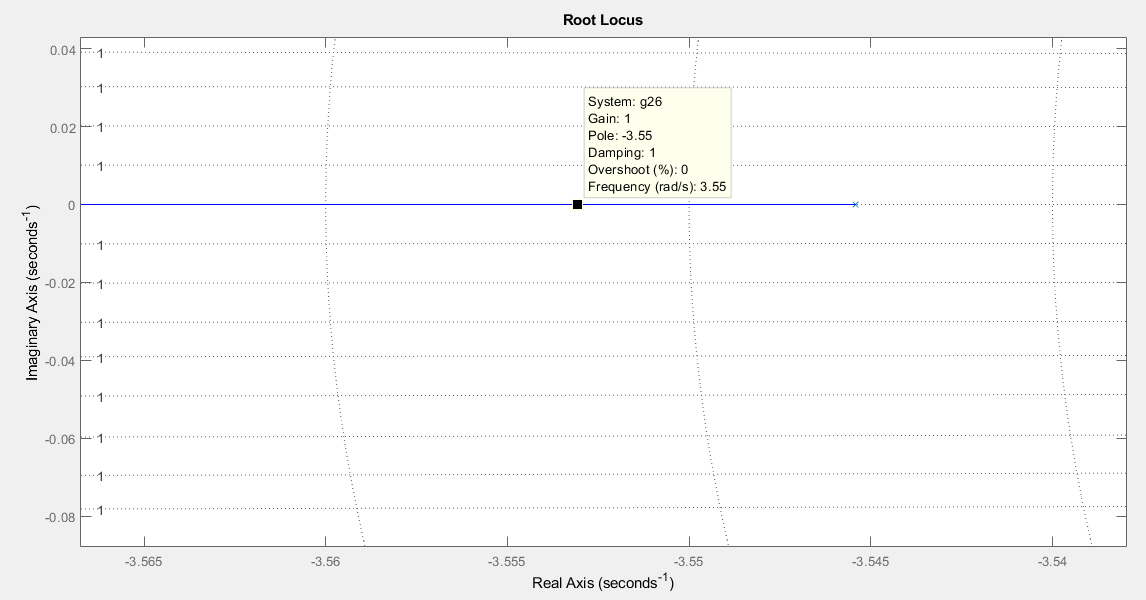 Root Locus
0.04
0.02
0
-0.02
-0.04
-0.06
-0.08
1
1
1
1
1
1
1
1
1
1
1
System: g26
Gain: 1
Pole: -3.55
Damping: 1
Overshoot (%): 0
Frequency (rad/s): 3.55
-3.565
-3.56
-3.555
-3.55
-3.545
-3.54
Real Axis (seconds⁻¹)
Imaginary Axis (seconds⁻¹)